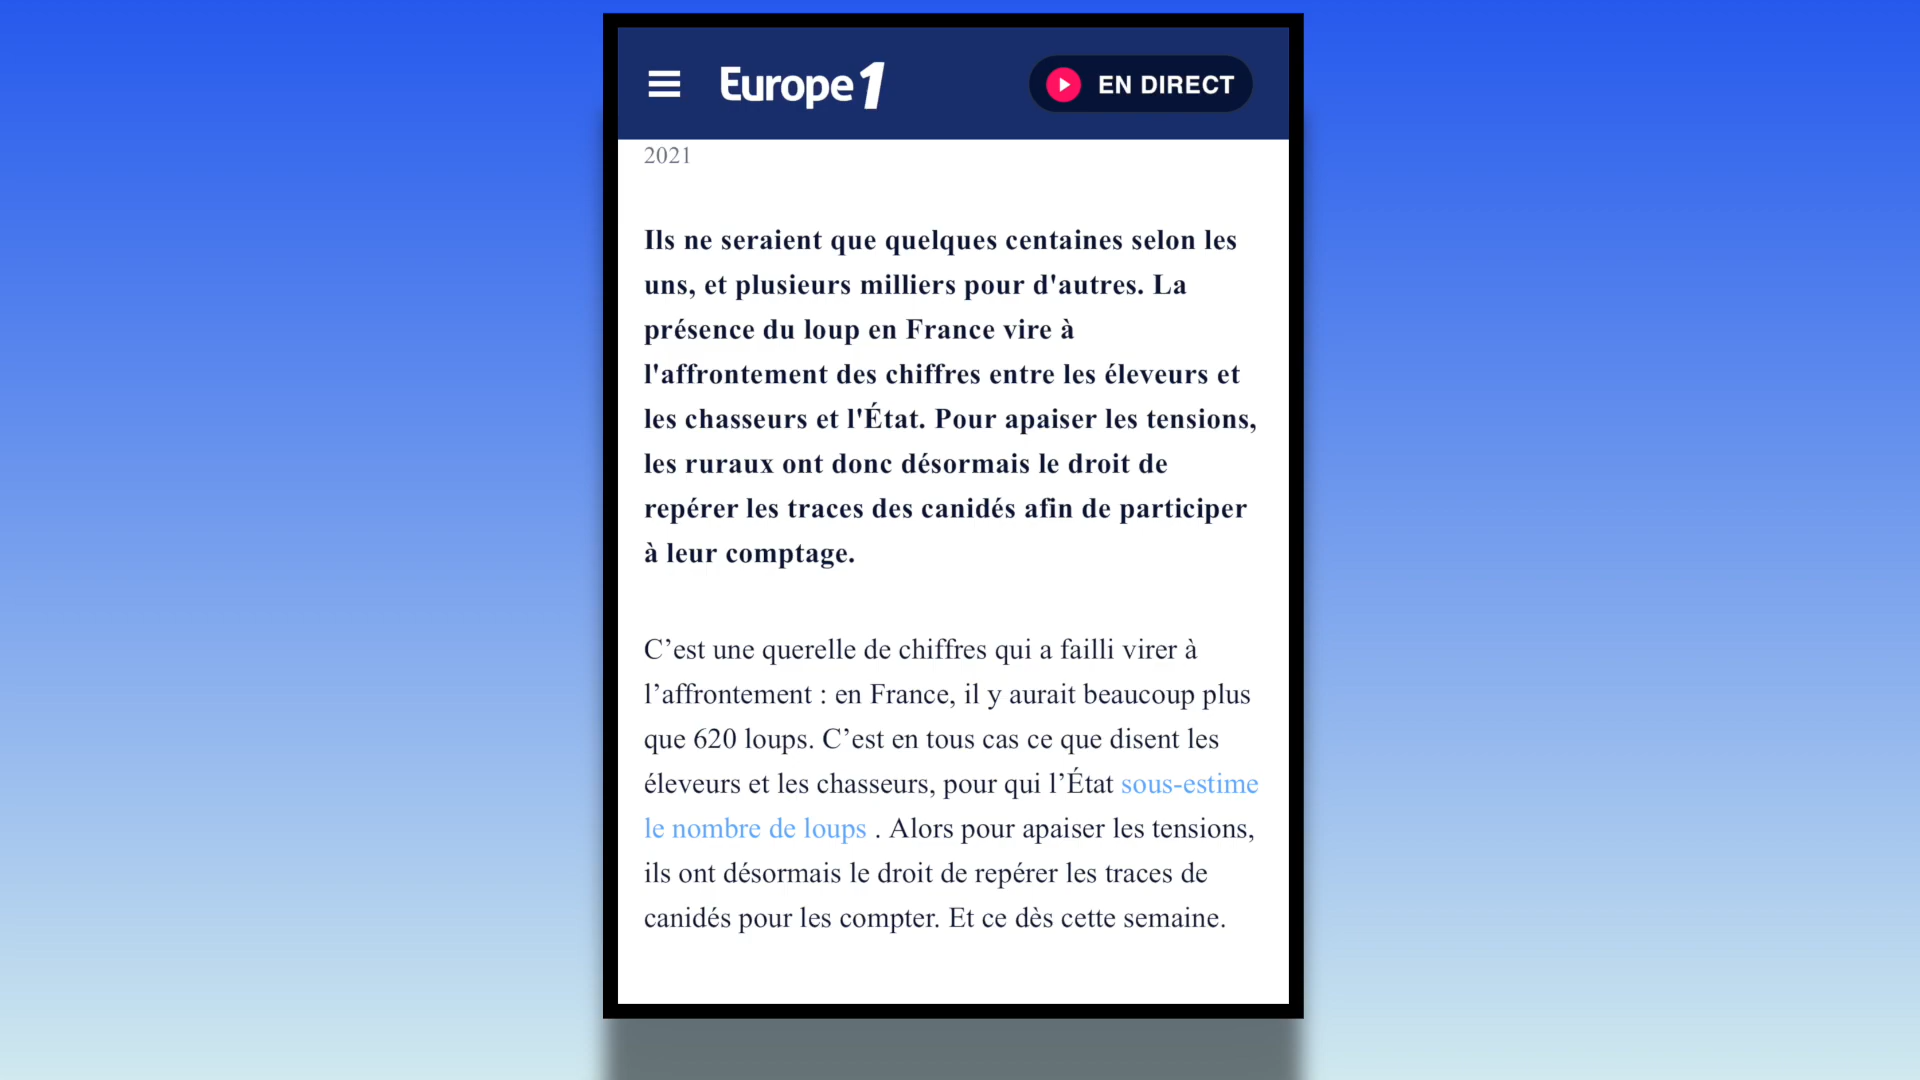 Europe 1
EN DIRECT
2021
Ils ne seraient que quelques centaines selon les
uns, et plusieurs milliers pour d'autres. La
présence du loup en France vire à
l'affrontement des chiffres entre les éleveurs et
les chasseurs et l'État. Pour apaiser les tensions,
les ruraux ont donc désormais le droit de
repérer les traces des canidés afin de participer
à leur comptage.
C’est une querelle de chiffres qui a failli virer à
l’affrontement : en France, il y aurait beaucoup plus
que 620 loups. C’est en tous cas ce que disent les
éleveurs et les chasseurs, pour qui l’État sous-estime
le nombre de loups . Alors pour apaiser les tensions,
ils ont désormais le droit de repérer les traces de
canidés pour les compter. Et ce dès cette semaine.